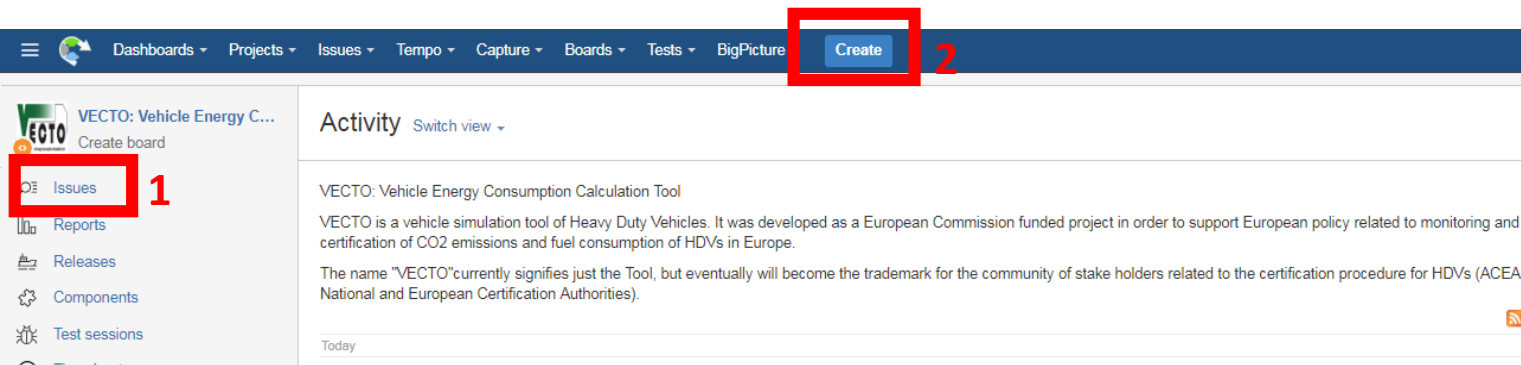 Dashboards Projects Issues Tempo Capture Boards Tests BigPicture Create 2
VECTO
VECTO: Vehicle Energy C...
Create board
Issues 1
Reports
Releases
Components
Test sessions
Activity Switch view
VECTO: Vehicle Energy Consumption Calculation Tool
VECTO is a vehicle simulation tool of Heavy Duty Vehicles. It was developed as a European Commission funded project in order to support European policy related to monitoring and
certification of CO2 emissions and fuel consumption of HDVs in Europe.
The name "VECTO"currently signifies just the Tool, but eventually will become the trademark for the community of stake holders related to the certification procedure for HDVs (ACEA
National and European Certification Authorities).
Today